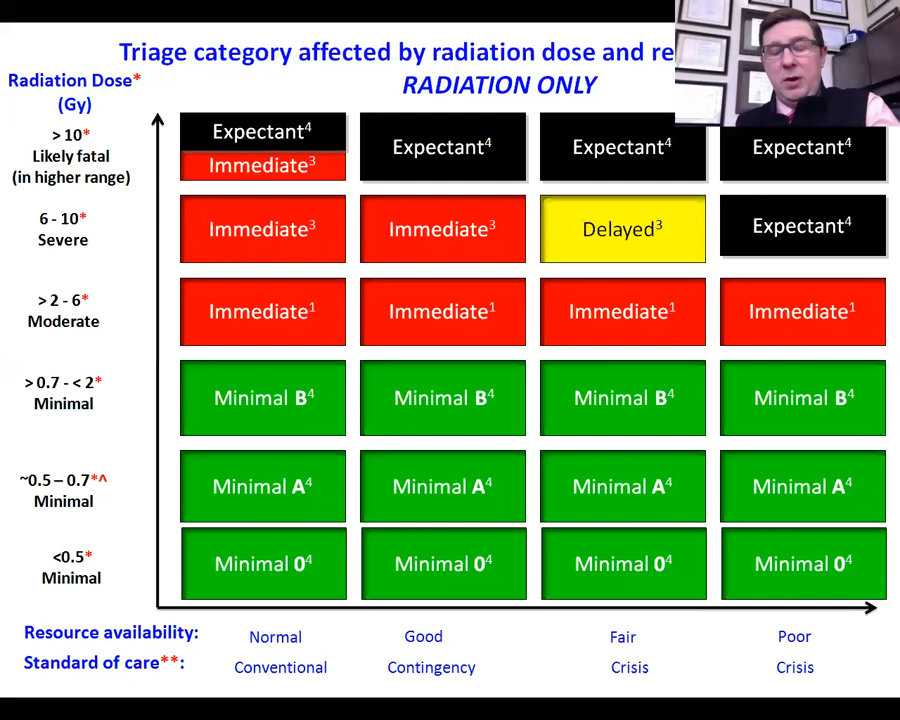 Triage category affected by radiation dose and
RADIATION ONLY
Radiation Dose*
(Gy)
> 10*
Likely fatal
(in higher range)
Expectant⁴
Immediate³
Expectant⁴
Expectant⁴
Expectant⁴
6 - 10*
Severe
Immediate³
Immediate³
Delayed³
Expectant⁴
> 2 - 6*
Moderate
Immediate¹
Immediate¹
Immediate¹
Immediate¹
> 0.7 - < 2*
Minimal
Minimal B⁴
Minimal B⁴
Minimal B⁴
Minimal B⁴
~0.5 – 0.7*^
Minimal
Minimal A⁴
Minimal A⁴
Minimal A⁴
Minimal A⁴
<0.5*
Minimal
Minimal 0⁴
Minimal 0⁴
Minimal 0⁴
Minimal 0⁴
Resource availability: Normal Good Fair Poor
Standard of care**: Conventional Contingency Crisis Crisis